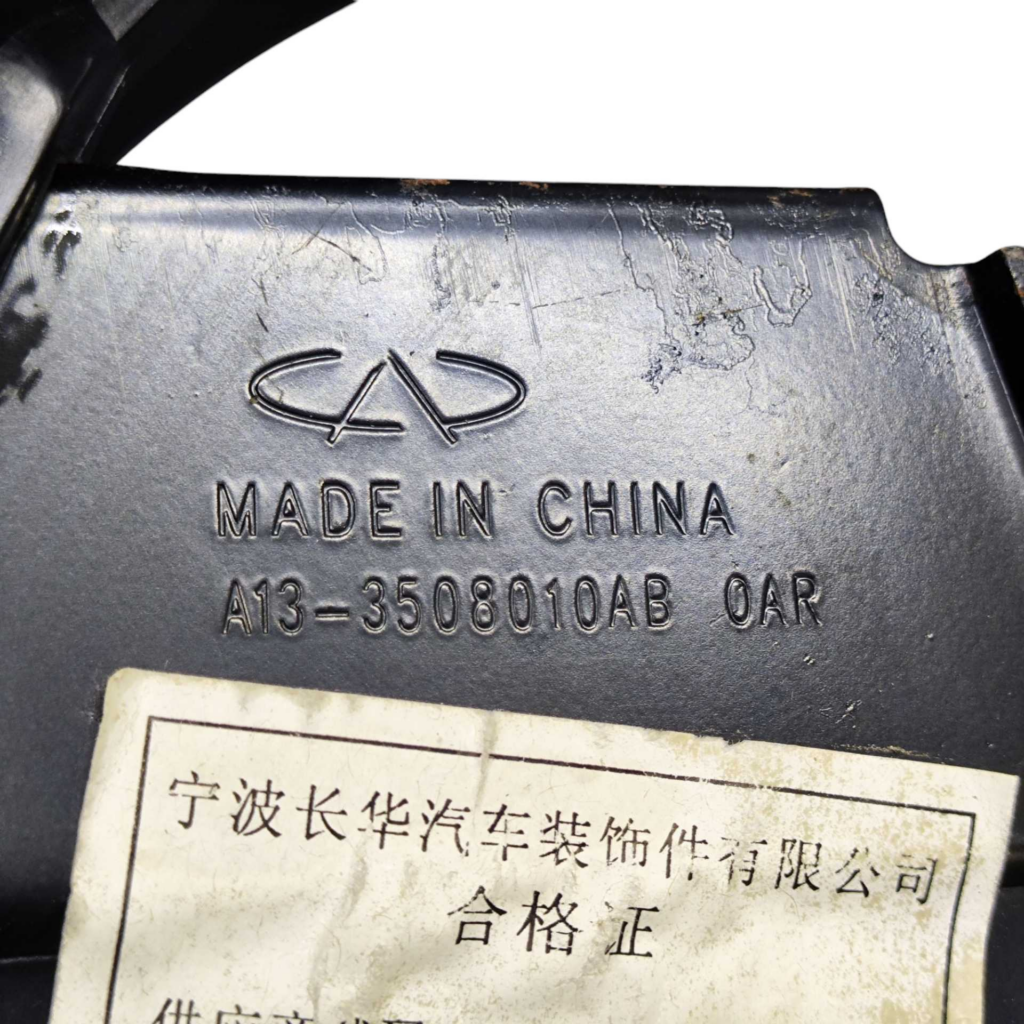 MADE IN CHINA
A13-3508010AB 0AR
宁波长华汽车装饰件有限公司
合格证